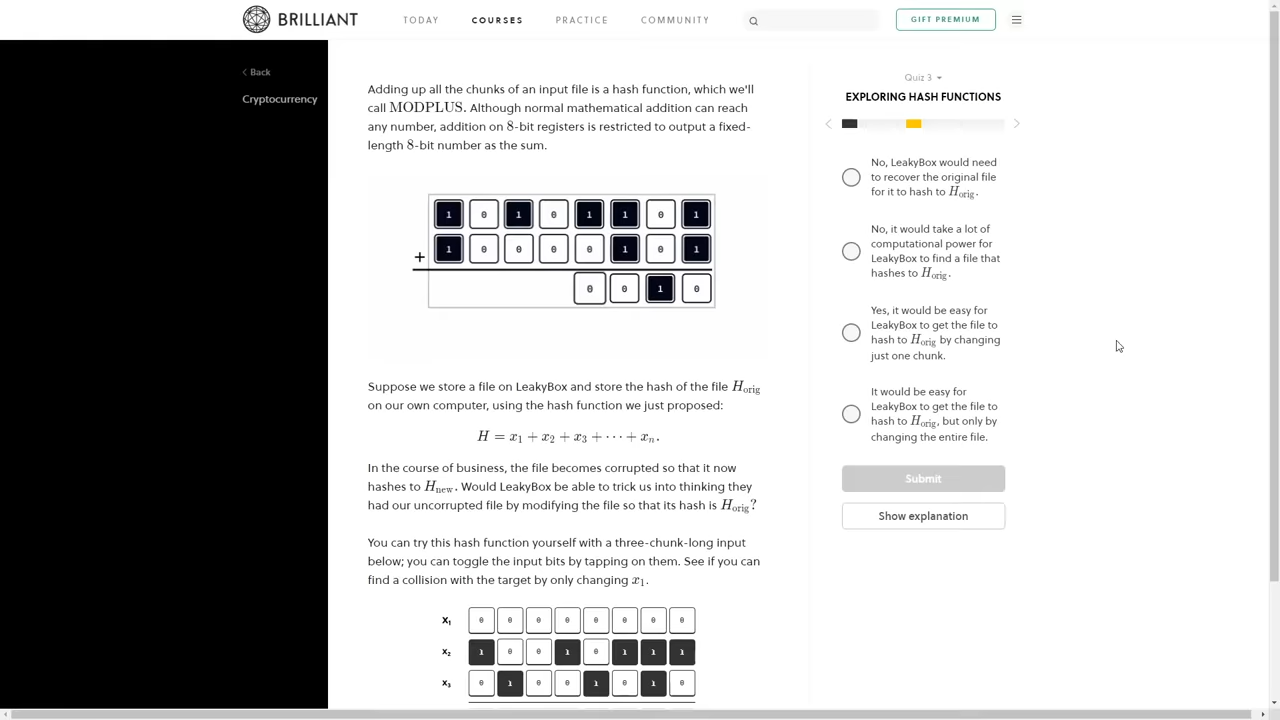 BRILLIANT
TODAY
COURSES
PRACTICE
COMMUNITY
GIFT PREMIUM
Back
Cryptocurrency
Adding up all the chunks of an input file is a hash function, which we'll
call MODPLUS. Although normal mathematical addition can reach
any number, addition on 8-bit registers is restricted to output a fixed-
length 8-bit number as the sum.
1 0 1 0 1 1 0 1
1 0 0 0 0 1 0 1
+
0 0 1 0
Suppose we store a file on LeakyBox and store the hash of the file H_orig
on our own computer, using the hash function we just proposed:
H = x₁ + x₂ + x₃ + ··· + xₙ.
In the course of business, the file becomes corrupted so that it now
hashes to H_new. Would LeakyBox be able to trick us into thinking they
had our uncorrupted file by modifying the file so that its hash is H_orig?
You can try this hash function yourself with a three-chunk-long input
below; you can toggle the input bits by tapping on them. See if you can
find a collision with the target by only changing x₁.
X₁ 0 0 0 0 0 0 0 0
X₂ 1 0 0 1 0 1 1 1
X₃ 0 1 0 0 1 0 1 0
Quiz 3
EXPLORING HASH FUNCTIONS
No, LeakyBox would need
to recover the original file
for it to hash to H_orig.
No, it would take a lot of
computational power for
LeakyBox to find a file that
hashes to H_orig.
Yes, it would be easy for
LeakyBox to get the file to
hash to H_orig by changing
just one chunk.
It would be easy for
LeakyBox to get the file to
hash to H_orig, but only by
changing the entire file.
Submit
Show explanation